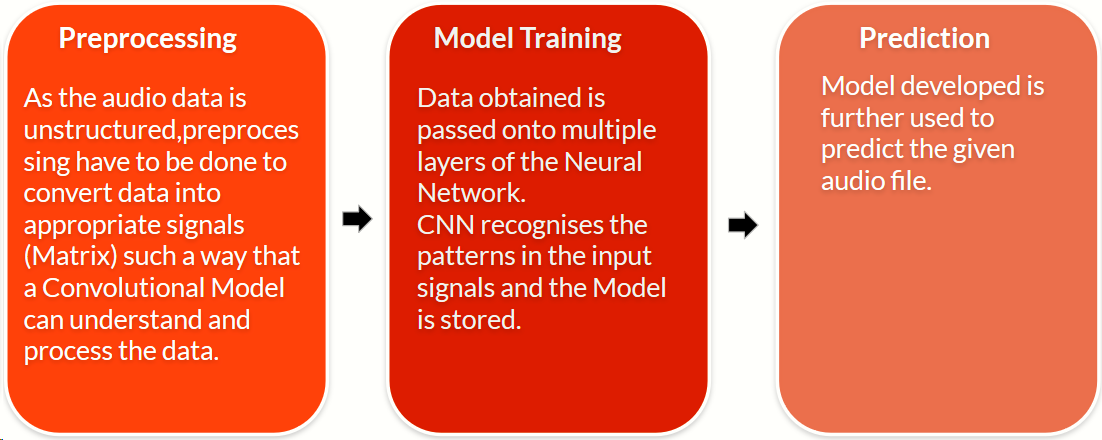 Preprocessing
As the audio data is
unstructured,preproces
sing have to be done to
convert data into
appropriate signals
(Matrix) such a way that
a Convolutional Model
can understand and
process the data.
Model Training
Data obtained is
passed onto multiple
layers of the Neural
Network.
CNN recognises the
patterns in the input
signals and the Model
is stored.
Prediction
Model developed is
further used to
predict the given
audio file.